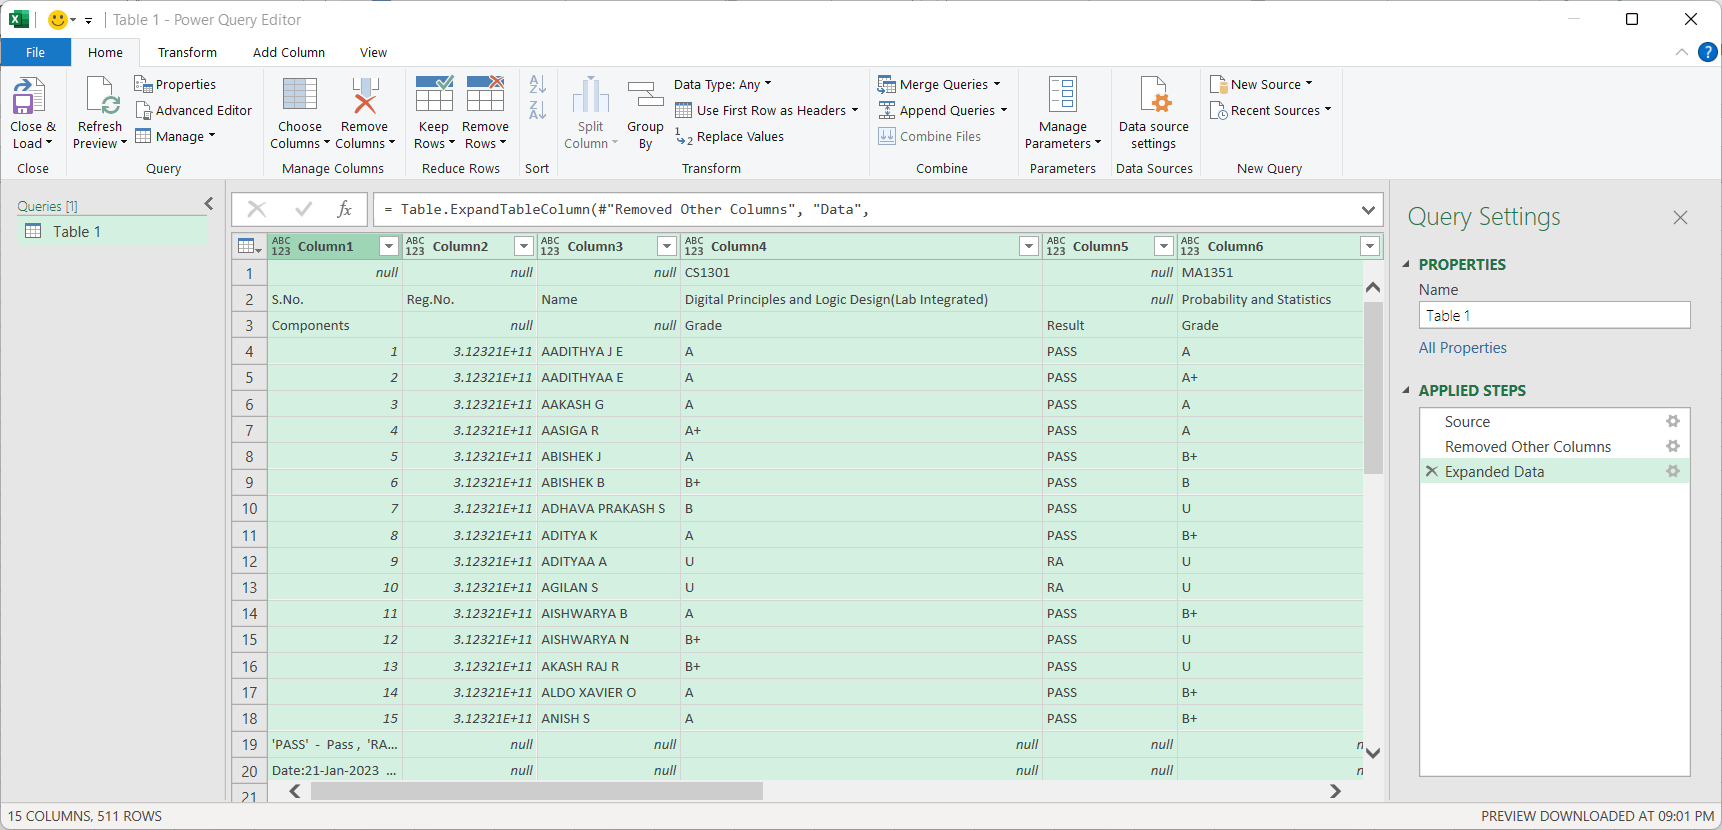 Table 1 - Power Query Editor
File Home Transform Add Column View
Close & Load
Refresh Preview
Properties
Advanced Editor
Manage
Choose Columns
Remove Columns
Keep Rows
Remove Rows
Split Column
Group By
Data Type: Any
Use First Row as Headers
Replace Values
Merge Queries
Append Queries
Combine Files
Manage Parameters
Data source settings
New Source
Recent Sources
Close Query Manage Columns Reduce Rows Sort Transform Combine Parameters Data Sources New Query
Queries [1]
Table 1
fx = Table.ExpandTableColumn(#"Removed Other Columns", "Data",
ABC 123 Column1 ABC 123 Column2 ABC 123 Column3 ABC 123 Column4 ABC 123 Column5 ABC 123 Column6
1 null null null CS1301 null MA1351
2 S.No. Reg.No. Name Digital Principles and Logic Design(Lab Integrated) null Probability and Statistics
3 Components null null Grade Result Grade
4 1 3.12321E+11 AADITHYA J E A PASS A
5 2 3.12321E+11 AADITHYAA E A PASS A+
6 3 3.12321E+11 AAKASH G A PASS A
7 4 3.12321E+11 AASIGA R A+ PASS A
8 5 3.12321E+11 ABISHEK J A PASS B+
9 6 3.12321E+11 ABISHEK B B+ PASS B
10 7 3.12321E+11 ADHAVA PRAKASH S B PASS U
11 8 3.12321E+11 ADITYA K A PASS B+
12 9 3.12321E+11 ADITYAA A U RA U
13 10 3.12321E+11 AGILAN S U RA U
14 11 3.12321E+11 AISHWARYA B A PASS B+
15 12 3.12321E+11 AISHWARYA N B+ PASS U
16 13 3.12321E+11 AKASH RAJ R B+ PASS U
17 14 3.12321E+11 ALDO XAVIER O A PASS B+
18 15 3.12321E+11 ANISH S A PASS B+
19 'PASS' - Pass , 'RA... null null null null n
20 Date:21-Jan-2023 ... null null null null n
21
Query Settings
PROPERTIES
Name
Table 1
All Properties
APPLIED STEPS
Source
Removed Other Columns
Expanded Data
15 COLUMNS, 511 ROWS PREVIEW DOWNLOADED AT 09:01 PM